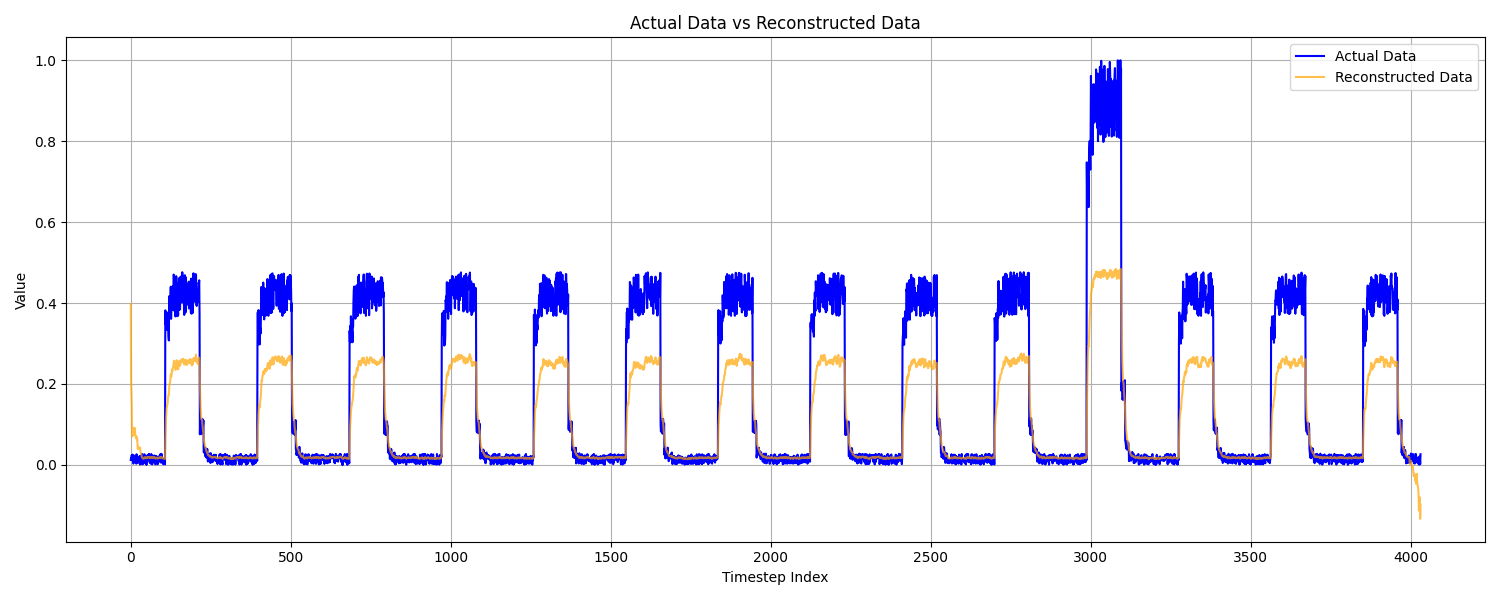 Actual Data vs Reconstructed Data
Actual Data
Reconstructed Data
Value
1.0
0.8
0.6
0.4
0.2
0.0
0 500 1000 1500 2000 2500 3000 3500 4000
Timestep Index